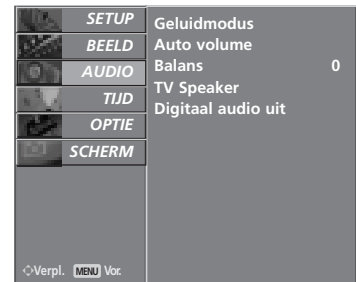 SETUP
BEELD
AUDIO
TIJD
OPTIE
SCHERM
Geluidmodus
Auto volume
Balans 0
TV Speaker
Digitaal audio uit
Verpl. MENU Vor.